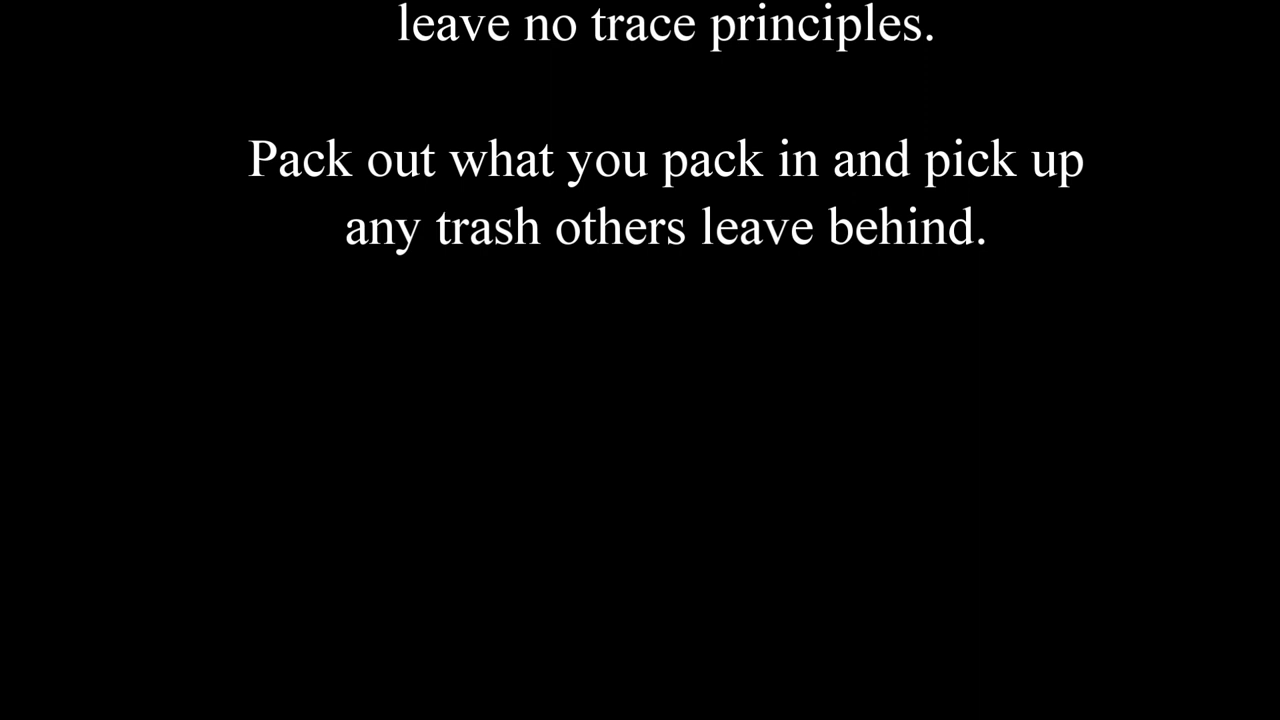 leave no trace principles.
Pack out what you pack in and pick up
any trash others leave behind.